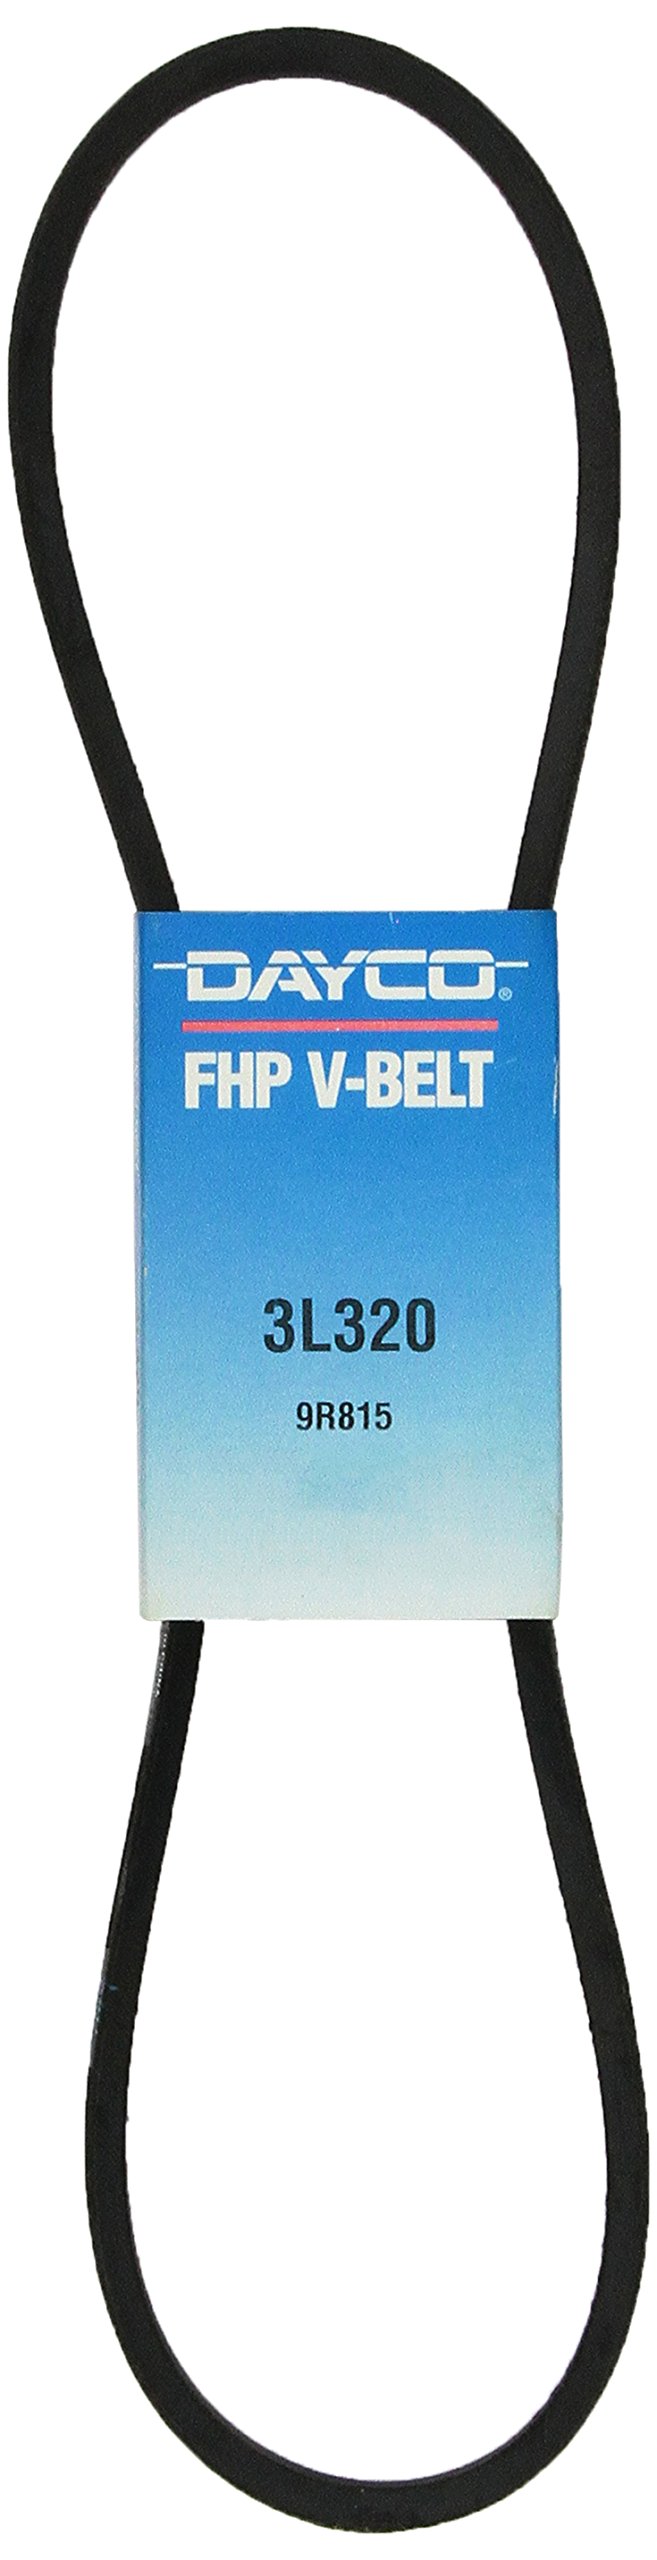 DAYCO®
FHP V-BELT
3L320
9R815